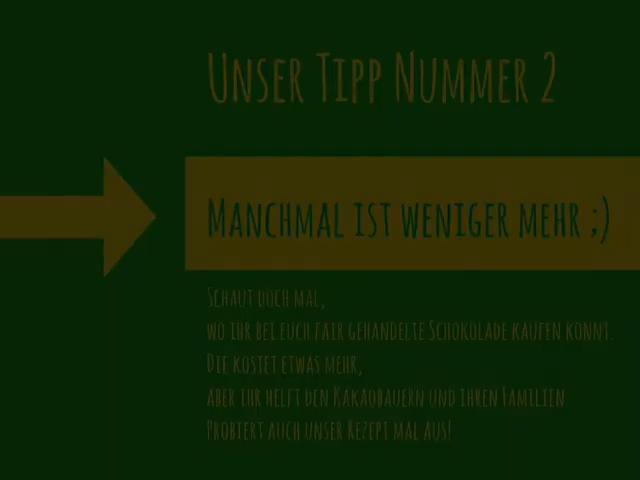 Unser Tipp Nummer 2
Manchmal ist weniger mehr ;)
Schaut doch mal,
wo ihr bei euch fair gehandelte Schokolade kaufen könnt.
Die kostet etwas mehr,
aber ihr helft den Kakaobauern und ihren Familien
Probiert auch unser Rezept mal aus!